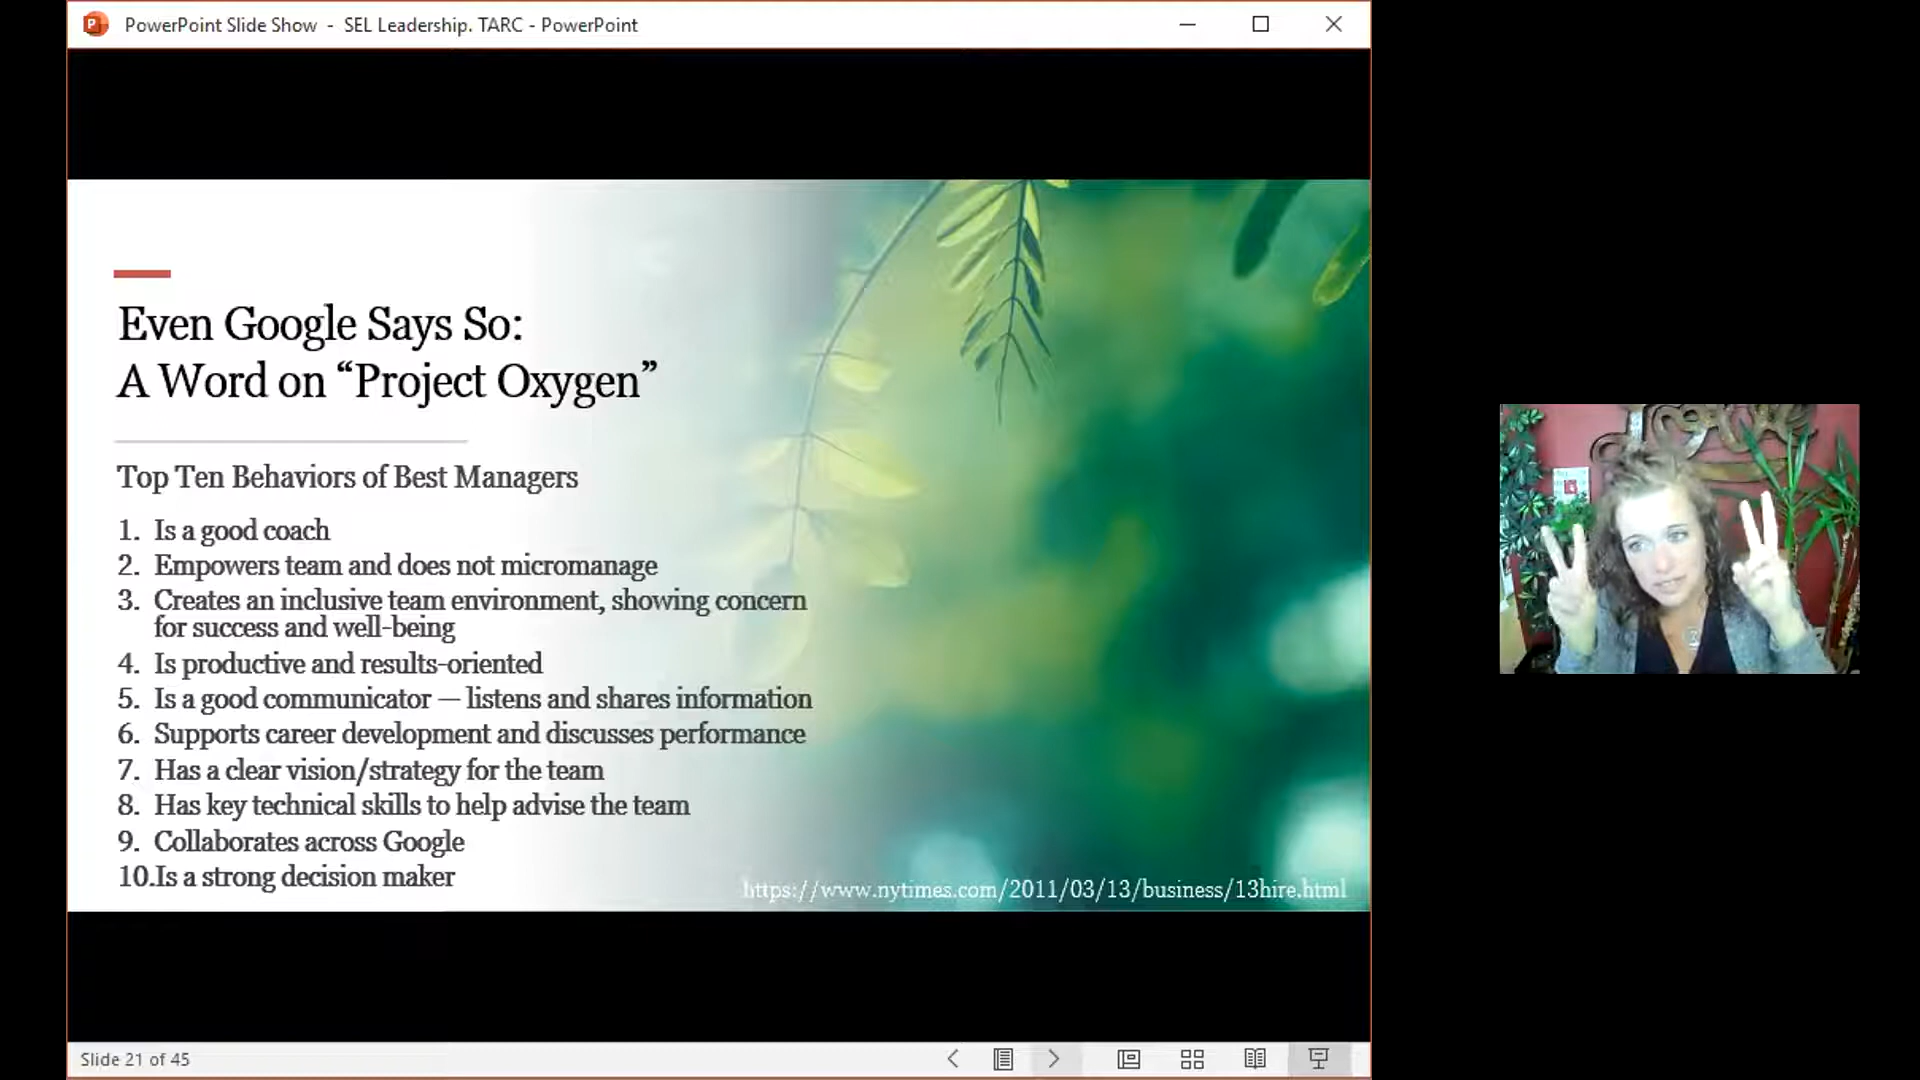 PowerPoint Slide Show - SEL Leadership. TARC - PowerPoint
Even Google Says So:
A Word on “Project Oxygen”
Top Ten Behaviors of Best Managers
1. Is a good coach
2. Empowers team and does not micromanage
3. Creates an inclusive team environment, showing concern
for success and well-being
4. Is productive and results-oriented
5. Is a good communicator — listens and shares information
6. Supports career development and discusses performance
7. Has a clear vision/strategy for the team
8. Has key technical skills to help advise the team
9. Collaborates across Google
10.Is a strong decision maker
https://www.nytimes.com/2011/03/13/business/13hire.html
Slide 21 of 45